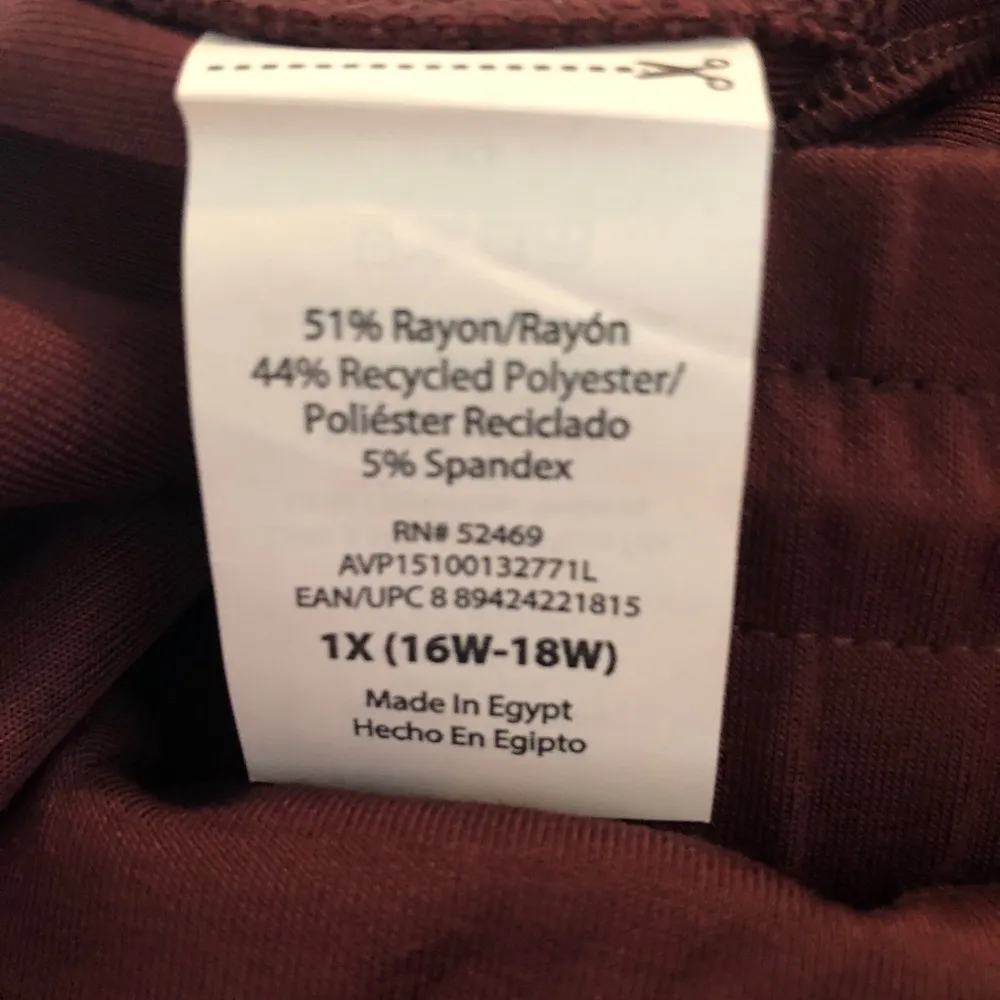 51% Rayon/Rayón
44% Recycled Polyester/
Poliéster Reciclado
5% Spandex
RN# 52469
AVP15100132771L
EAN/UPC 8 89424221815
1X (16W-18W)
Made In Egypt
Hecho En Egipto